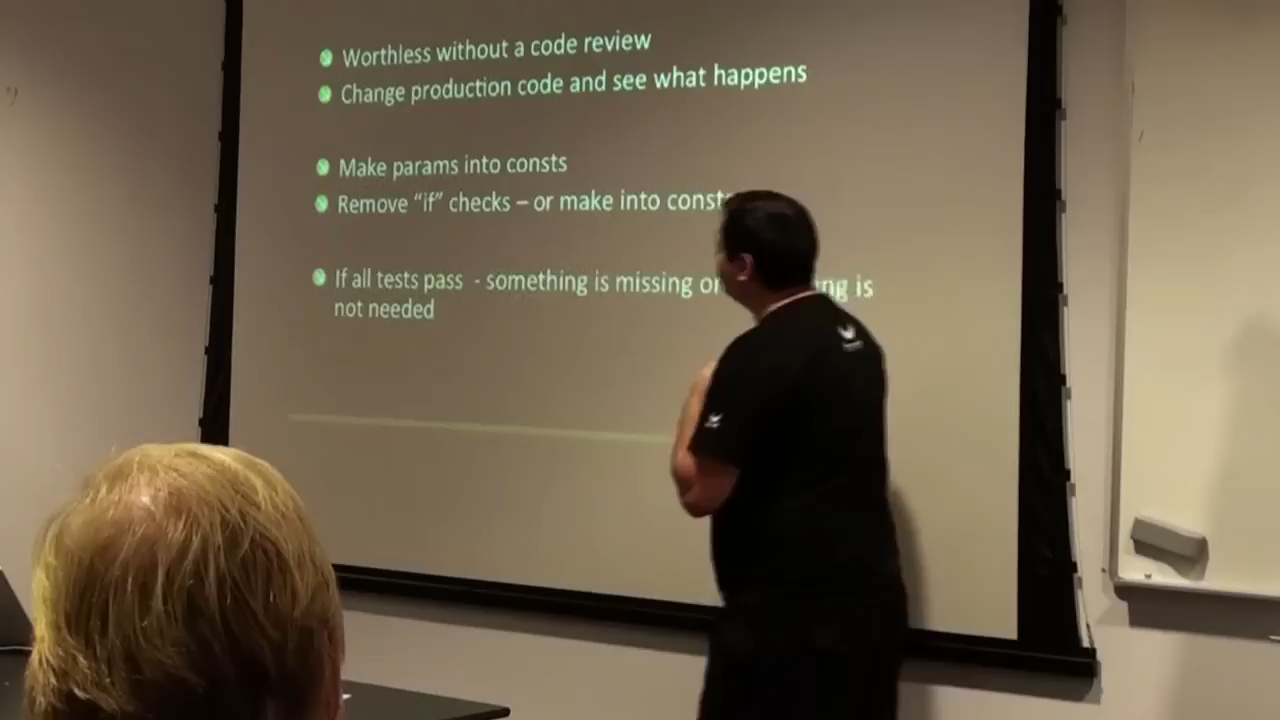 Worthless without a code review
Change production code and see what happens
Make params into consts
Remove “if” checks – or make into const
If all tests pass - something is missing or is
not needed